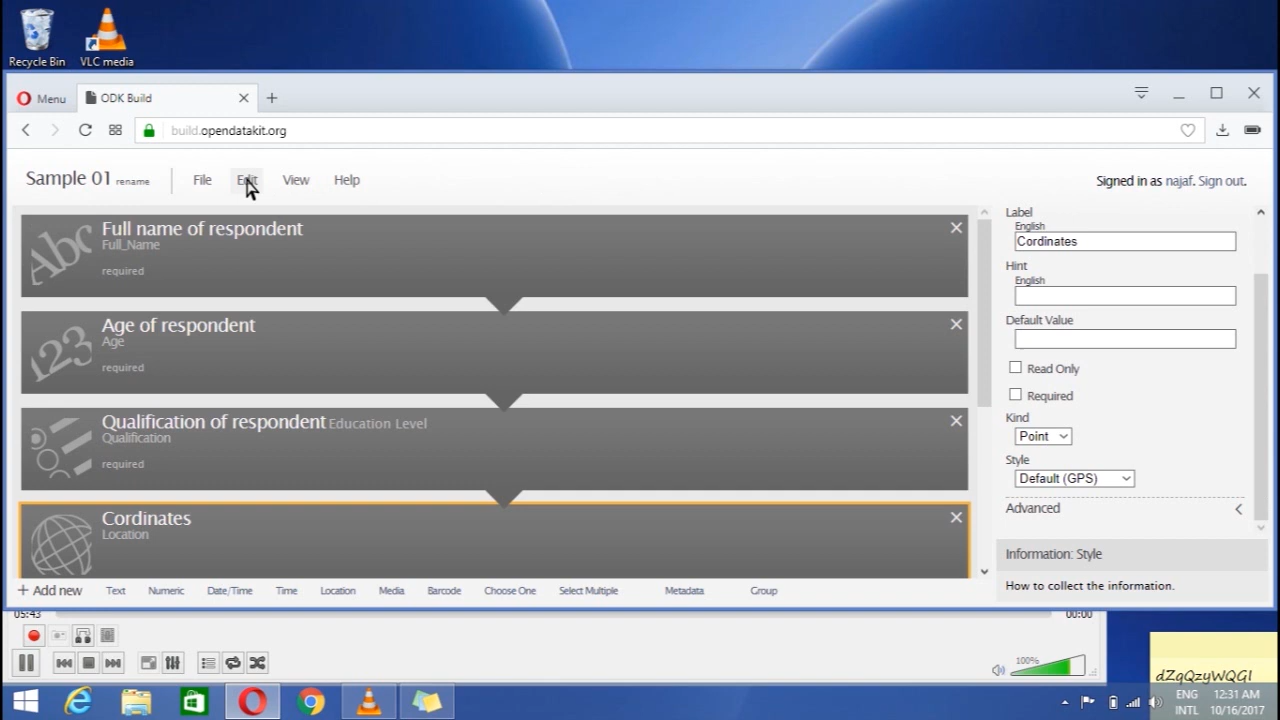 Recycle Bin
VLC media
Menu
ODK Build
build.opendatakit.org
Sample 01 rename
File
Edit
View
Help
Signed in as najaf. Sign out.
Abc
Full name of respondent
Full_Name
required
123
Age of respondent
Age
required
Qualification of respondent Education Level
Qualification
required
Cordinates
Location
Label
English
Cordinates
Hint
English
Default Value
Read Only
Required
Kind
Point
Style
Default (GPS)
Advanced
Information: Style
How to collect the information.
+ Add new
Text
Numeric
Date/Time
Time
Location
Media
Barcode
Choose One
Select Multiple
Metadata
Group
05:43
00:00
100%
dZqQzyWQGI
ENG
INTL
12:31 AM
10/16/2017